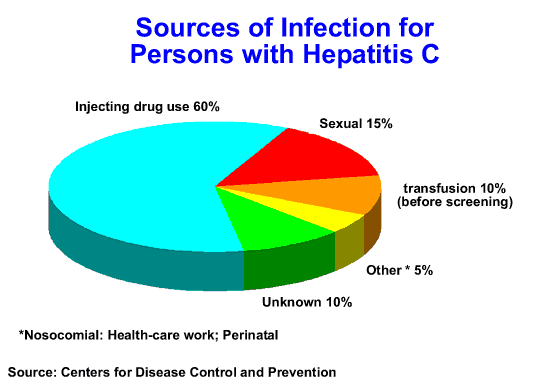 Sources of Infection for
Persons with Hepatitis C
Injecting drug use 60%
Sexual 15%
transfusion 10%
(before screening)
Other * 5%
Unknown 10%
*Nosocomial: Health-care work; Perinatal
Source: Centers for Disease Control and Prevention